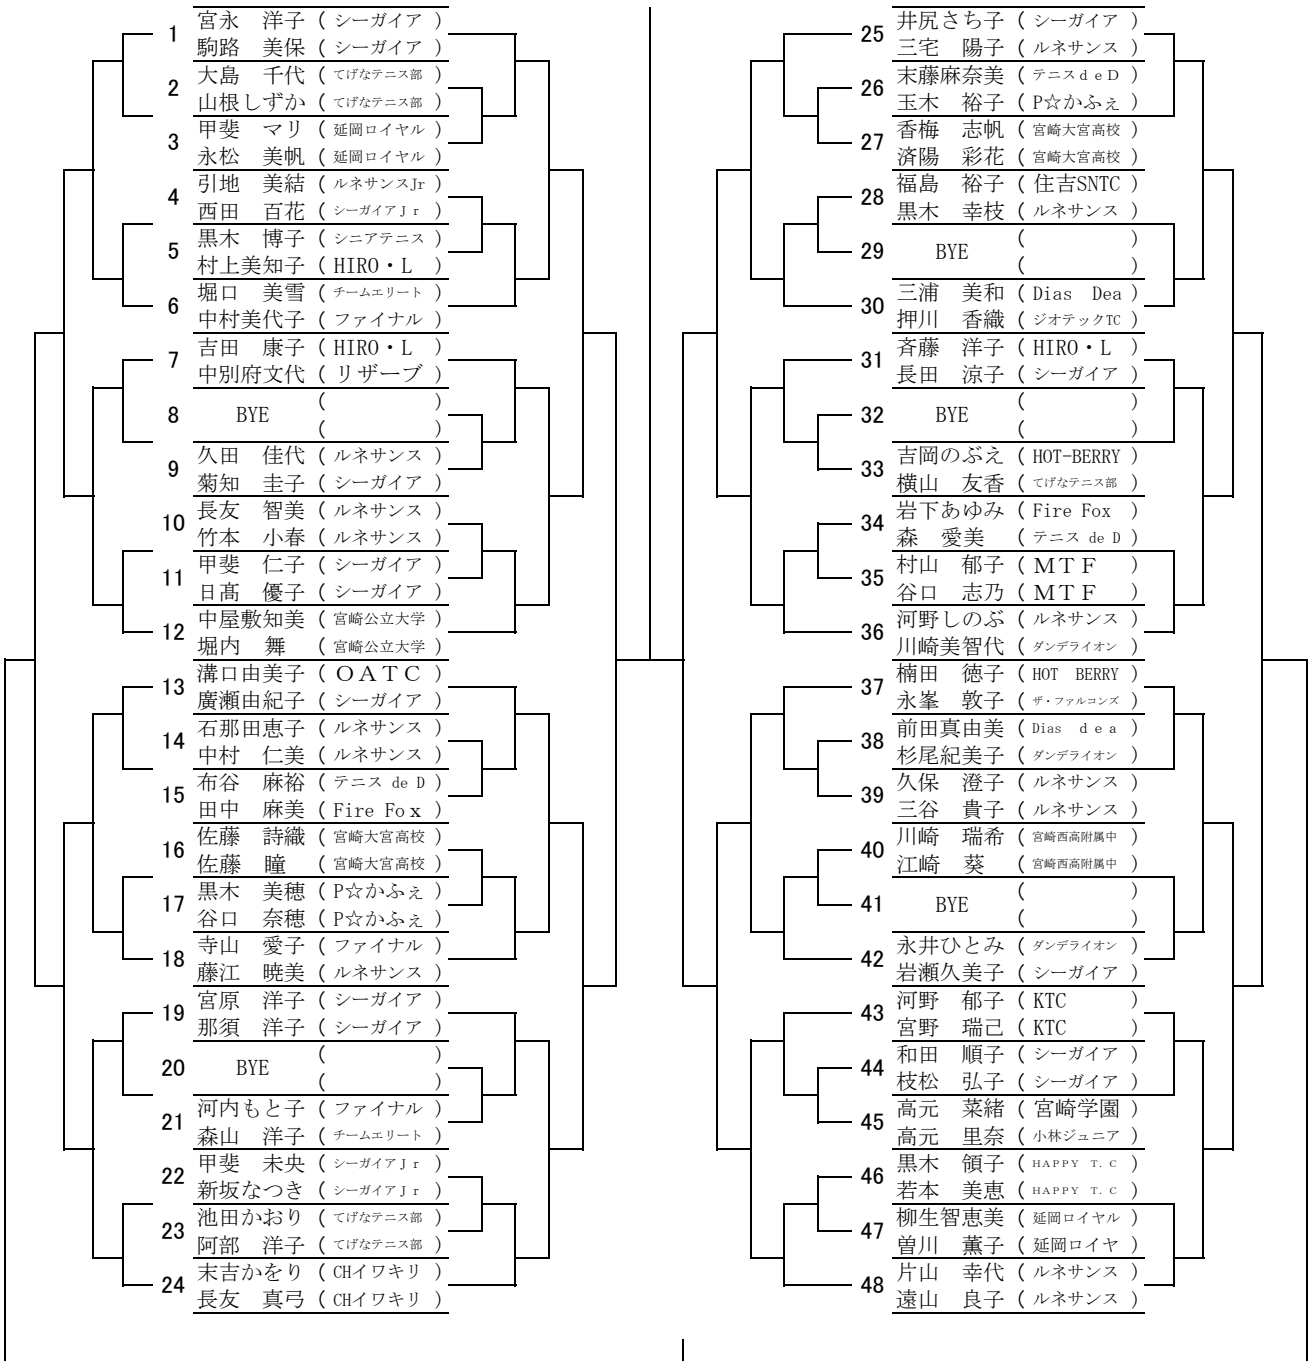 1 宮永　洋子 ( シーガイア )
駒路　美保 ( シーガイア )
2 大島　千代 ( てげなテニス部 )
山根しずか ( てげなテニス部 )
3 甲斐　マリ ( 延岡ロイヤル )
永松　美帆 ( 延岡ロイヤル )
4 引地　美結 ( ルネサンスJr )
西田　百花 ( シーガイアＪｒ )
5 黒木　博子 ( シニアテニス )
村上美知子 ( HIRO・L )
6 堀口　美雪 ( チームエリート )
中村美代子 ( ファイナル )
7 吉田　康子 ( HIRO・L )
中別府文代 ( リザーブ )
8 BYE ( )
( )
9 久田　佳代 ( ルネサンス )
菊知　圭子 ( シーガイア )
10 長友　智美 ( ルネサンス )
竹本　小春 ( ルネサンス )
11 甲斐　仁子 ( シーガイア )
日髙　優子 ( シーガイア )
12 中屋敷知美 ( 宮崎公立大学 )
堀内　舞 ( 宮崎公立大学 )
13 溝口由美子 ( ＯＡＴＣ )
廣瀬由紀子 ( シーガイア )
14 石那田恵子 ( ルネサンス )
中村　仁美 ( ルネサンス )
15 布谷　麻裕 ( テニス de D )
田中　麻美 ( Fire Foｘ )
16 佐藤　詩織 ( 宮崎大宮高校 )
佐藤　瞳 ( 宮崎大宮高校 )
17 黒木　美穂 ( P☆かふぇ )
谷口　奈穂 ( P☆かふぇ )
18 寺山　愛子 ( ファイナル )
藤江　暁美 ( ルネサンス )
19 宮原　洋子 ( シーガイア )
那須　洋子 ( シーガイア )
20 BYE ( )
( )
21 河内もと子 ( ファイナル )
森山　洋子 ( チームエリート )
22 甲斐　未央 ( シーガイアＪｒ )
新坂なつき ( シーガイアＪｒ )
23 池田かおり ( てげなテニス部 )
阿部　洋子 ( てげなテニス部 )
24 末吉かをり ( CHイワキリ )
長友　真弓 ( CHイワキリ )
25 井尻さち子 ( シーガイア )
三宅　陽子 ( ルネサンス )
26 末藤麻奈美 ( テニスｄｅＤ )
玉木　裕子 ( P☆かふぇ )
27 香梅　志帆 ( 宮崎大宮高校 )
済陽　彩花 ( 宮崎大宮高校 )
28 福島　裕子 ( 住吉SNTC )
黒木　幸枝 ( ルネサンス )
29 BYE ( )
( )
30 三浦　美和 ( Dias　Dea )
押川　香織 ( ジオテックTC )
31 斉藤　洋子 ( HIRO・L )
長田　涼子 ( シーガイア )
32 BYE ( )
( )
33 吉岡のぶえ ( HOT-BERRY )
横山　友香 ( てげなテニス部 )
34 岩下あゆみ ( Fire Fox )
森　愛美 ( テニス de D )
35 村山　郁子 ( ＭＴＦ )
谷口　志乃 ( ＭＴＦ )
36 河野しのぶ ( ルネサンス )
川崎美智代 ( ダンデライオン )
37 楠田　徳子 ( HOT　BERRY )
永峯　敦子 ( ザ・ファルコンズ )
38 前田真由美 ( Dias　ｄｅａ )
杉尾紀美子 ( ダンデライオン )
39 久保　澄子 ( ルネサンス )
三谷　貴子 ( ルネサンス )
40 川崎　瑞希 ( 宮崎西高附属中 )
江崎　葵 ( 宮崎西高附属中 )
41 BYE ( )
( )
42 永井ひとみ ( ダンデライオン )
岩瀬久美子 ( シーガイア )
43 河野　郁子 ( KTC )
宮野　瑞己 ( KTC )
44 和田　順子 ( シーガイア )
枝松　弘子 ( シーガイア )
45 高元　菜緒 ( 宮崎学園 )
高元　里奈 ( 小林ジュニア )
46 黒木　領子 ( HAPPY　T.C )
若本　美恵 ( HAPPY　T.C )
47 柳生智恵美 ( 延岡ロイヤル )
曽川　薫子 ( 延岡ロイヤ )
48 片山　幸代 ( ルネサンス )
遠山　良子 ( ルネサンス )